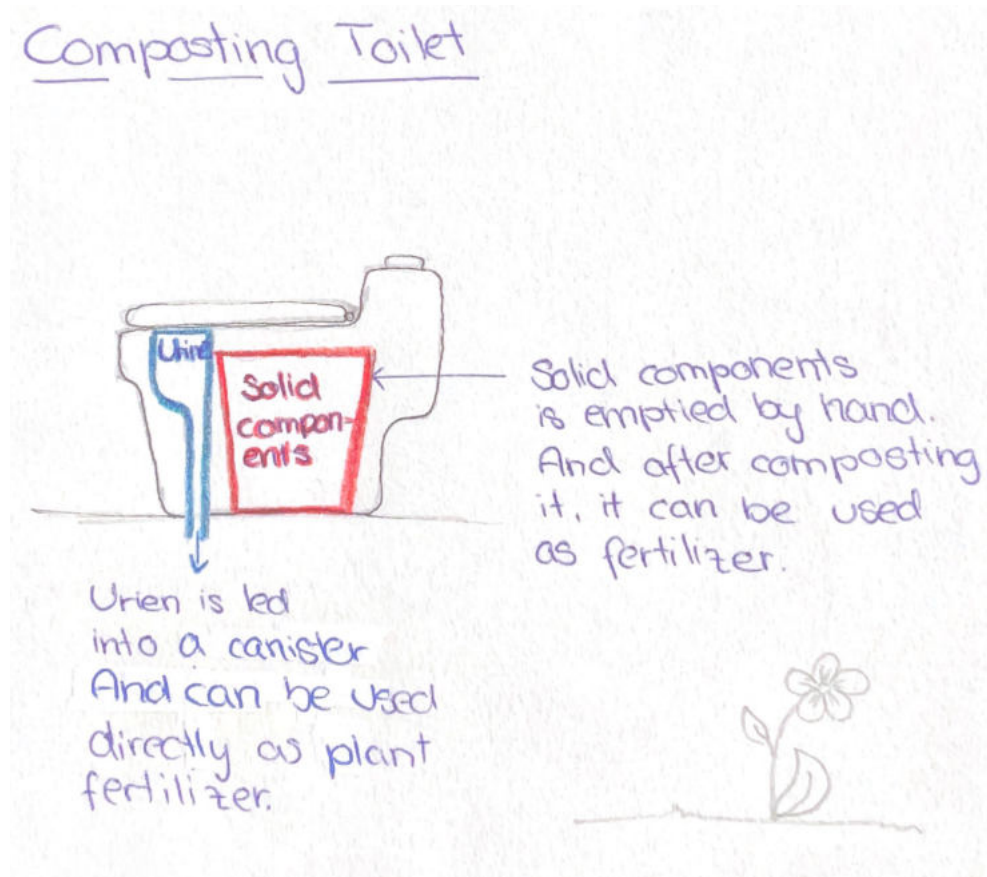 Composting Toilet
Urine
Solid
compon-
ents
Solid components
is emptied by hand.
And after composting
it, it can be used
as fertilizer.
Urien is led
into a canister
And can be used
directly as plant
fertilizer.